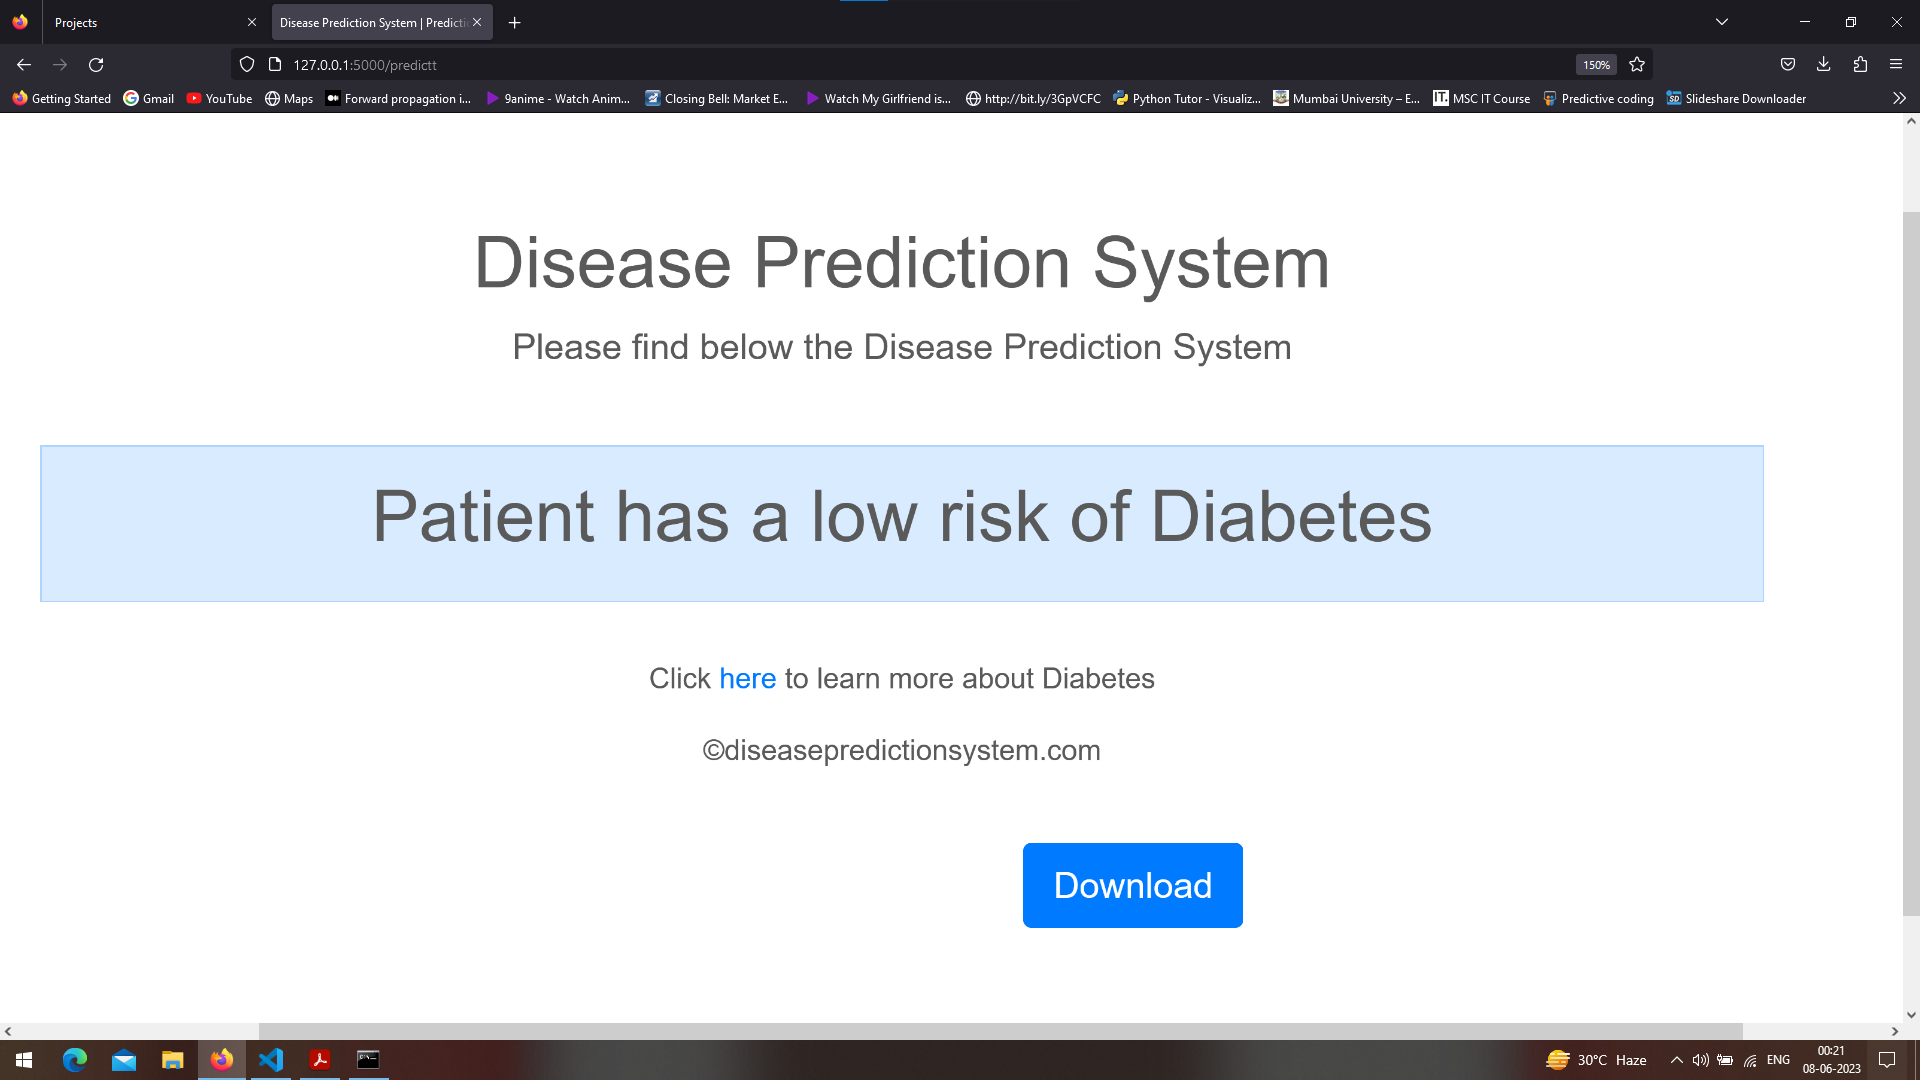 Projects
Disease Prediction System | Predicti
127.0.0.1:5000/predictt
150%
Getting Started
Gmail
YouTube
Maps
Forward propagation i...
9anime - Watch Anim...
Closing Bell: Market E...
Watch My Girlfriend is...
http://bit.ly/3GpVCFC
Python Tutor - Visualiz...
Mumbai University – E...
IT.
MSC IT Course
Predictive coding
SD
Slideshare Downloader
Disease Prediction System
Please find below the Disease Prediction System
Patient has a low risk of Diabetes
Click here to learn more about Diabetes
©diseasepredictionsystem.com
Download
30°C Haze
ENG
00:21
08-06-2023